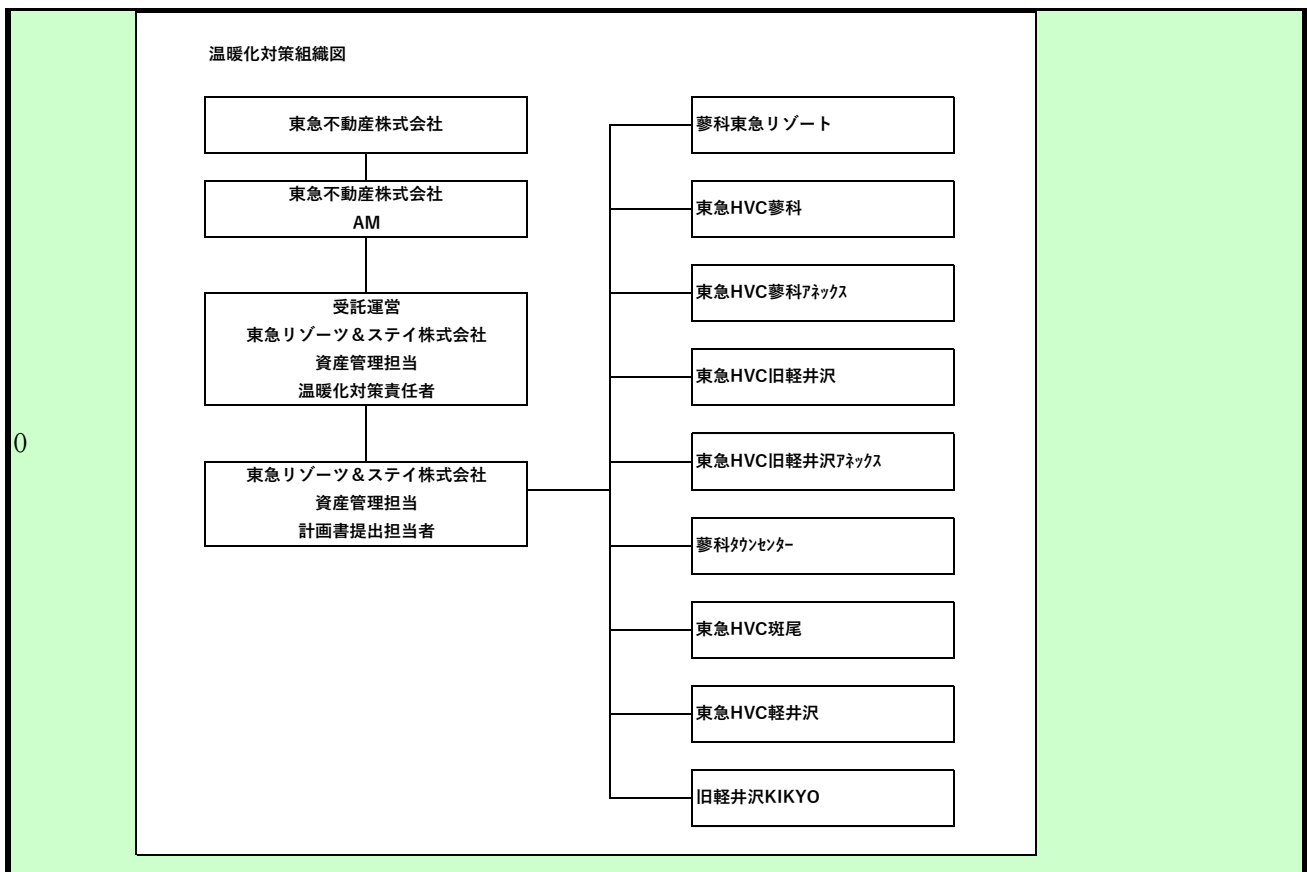 温暖化対策組織図
東急不動産株式会社
東急不動産株式会社
AM
受託運営
東急リゾーツ＆ステイ株式会社
資産管理担当
温暖化対策責任者
0
東急リゾーツ＆ステイ株式会社
資産管理担当
計画書提出担当者
蓼科東急リゾート
東急HVC蓼科
東急HVC蓼科ｱﾈｯｸｽ
東急HVC旧軽井沢
東急HVC旧軽井沢ｱﾈｯｸｽ
蓼科ﾀｳﾝｾﾝﾀｰ
東急HVC斑尾
東急HVC軽井沢
旧軽井沢KIKYO